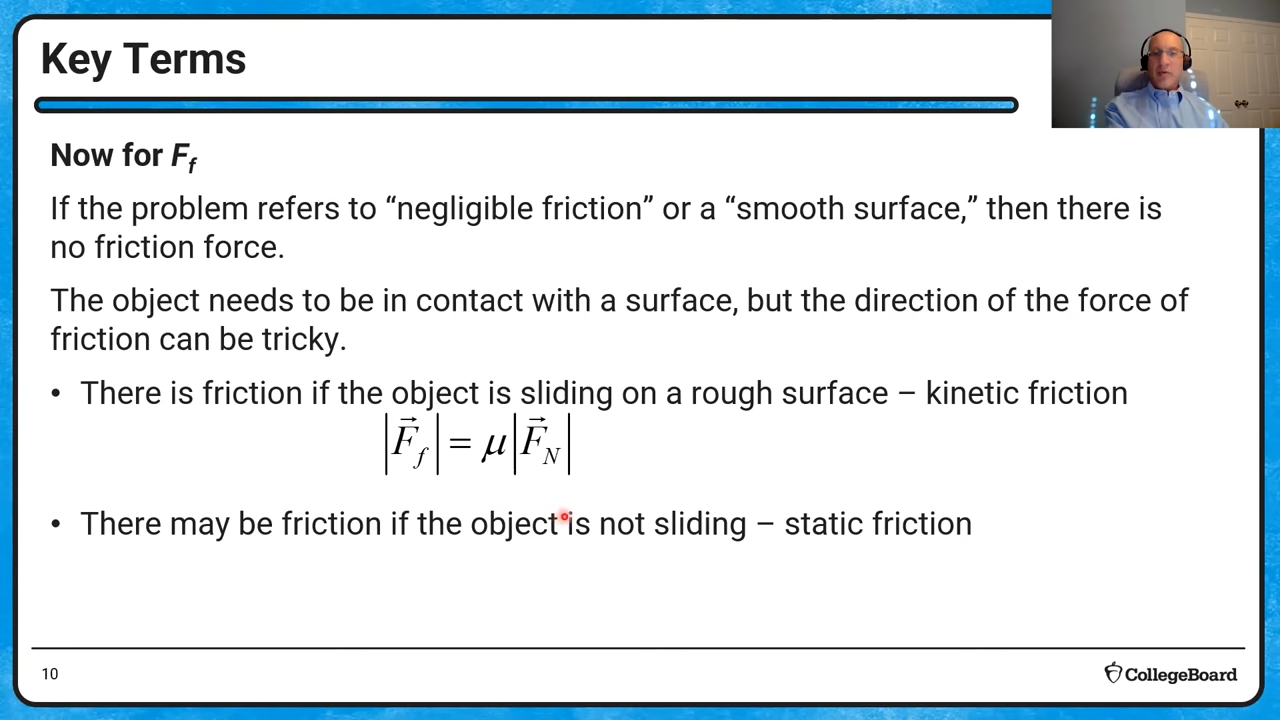 Key Terms
Now for F_f
If the problem refers to “negligible friction” or a “smooth surface,” then there is
no friction force.
The object needs to be in contact with a surface, but the direction of the force of
friction can be tricky.
• There is friction if the object is sliding on a rough surface – kinetic friction
|F⃗_f| = μ|F⃗_N|
• There may be friction if the object is not sliding – static friction
10
CollegeBoard